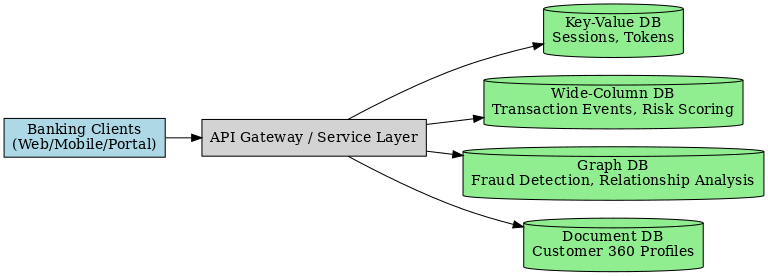 Banking Clients
(Web/Mobile/Portal)
API Gateway / Service Layer
Key-Value DB
Sessions, Tokens
Wide-Column DB
Transaction Events, Risk Scoring
Graph DB
Fraud Detection, Relationship Analysis
Document DB
Customer 360 Profiles